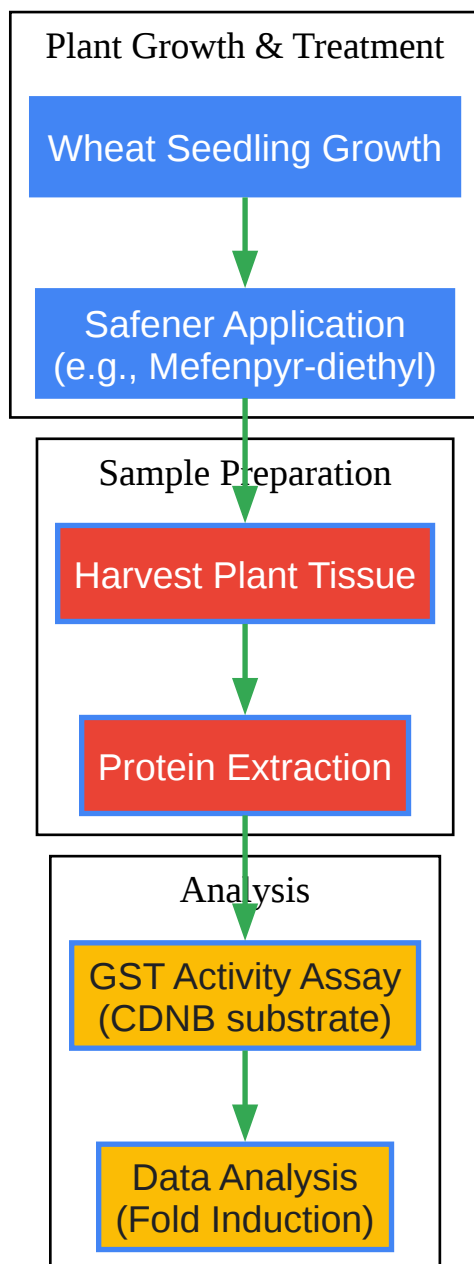 Plant Growth & Treatment
Wheat Seedling Growth
Safener Application
(e.g., Mefenpyr-diethyl)
Sample Preparation
Harvest Plant Tissue
Protein Extraction
Analysis
GST Activity Assay
(CDNB substrate)
Data Analysis
(Fold Induction)